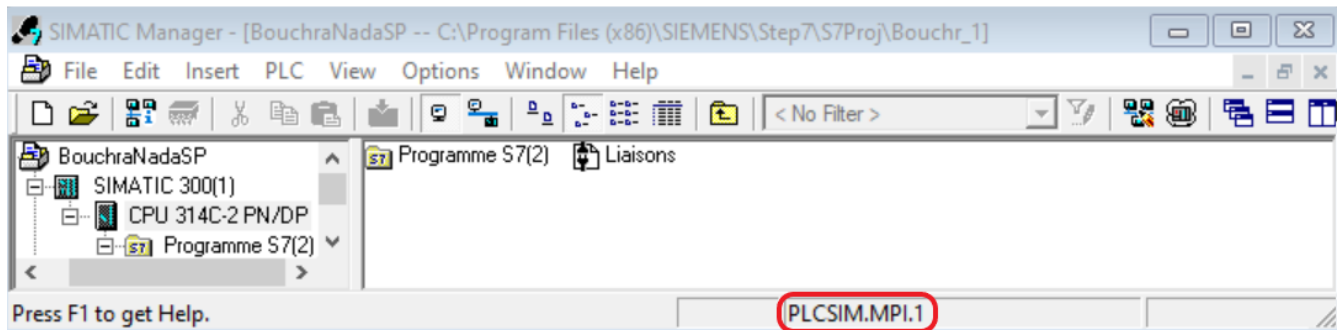 SIMATIC Manager - [BouchraNadaSP -- C:\Program Files (x86)\SIEMENS\Step7\S7Proj\Bouchr_1]
File Edit Insert PLC View Options Window Help
< No Filter >
BouchraNadaSP
SIMATIC 300(1)
CPU 314C-2 PN/DP
Programme S7(2)
Programme S7(2) Liaisons
Press F1 to get Help.
PLCSIM.MPI.1